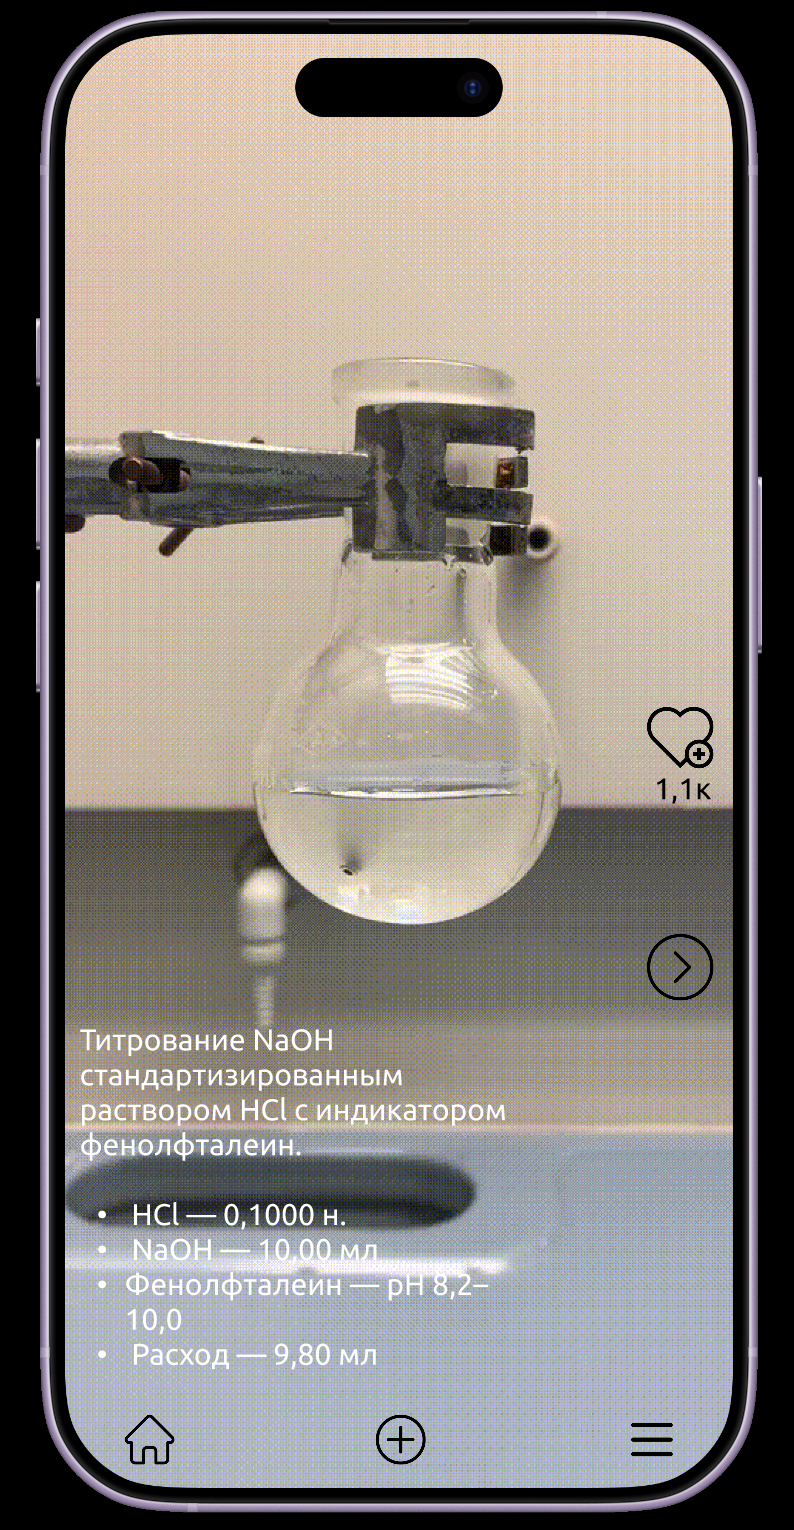 1,1к
Титрование NaOH
стандартизированным
раствором HCl с индикатором
фенолфталеин.
• HCl — 0,1000 н.
• NaOH — 10,00 мл
• Фенолфталеин — pH 8,2–
10,0
• Расход — 9,80 мл